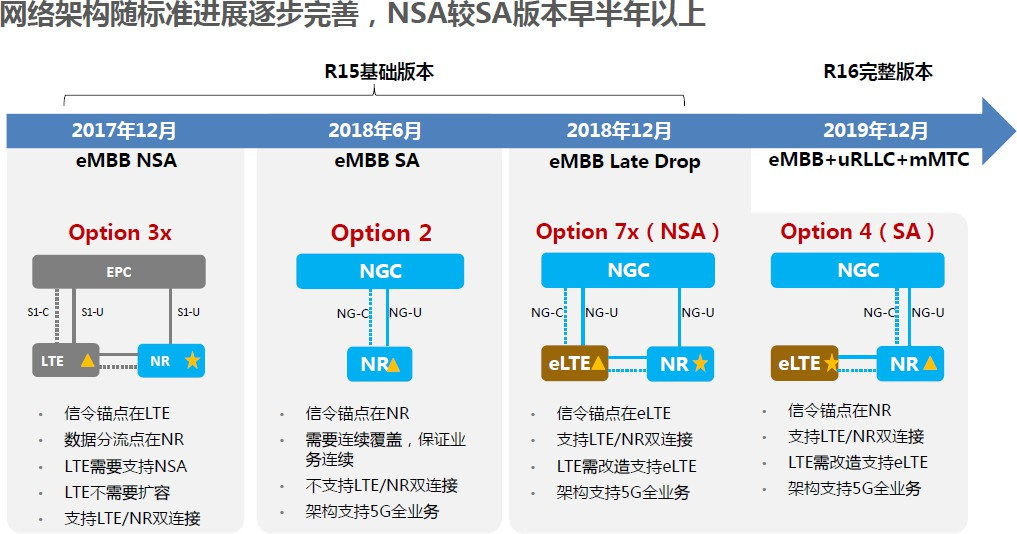 网络架构随标准进展逐步完善，NSA较SA版本早半年以上
R15基础版本
R16完整版本
2017年12月
2018年6月
2018年12月
2019年12月
eMBB NSA
eMBB SA
eMBB Late Drop
eMBB+uRLLC+mMTC
Option 3x
EPC
S1-C
S1-U
S1-U
LTE
NR
• 信令锚点在LTE
• 数据分流点在NR
• LTE需要支持NSA
• LTE不需要扩容
• 支持LTE/NR双连接
Option 2
NGC
NG-C
NG-U
NR
• 信令锚点在NR
• 需要连续覆盖，保证业
务连续
• 不支持LTE/NR双连接
• 架构支持5G全业务
Option 7x（NSA）
NGC
NG-C
NG-U
NG-U
eLTE
NR
• 信令锚点在eLTE
• 支持LTE/NR双连接
• LTE需改造支持eLTE
• 架构支持5G全业务
Option 4（SA）
NGC
NG-C
NG-U
eLTE
NR
• 信令锚点在NR
• 支持LTE/NR双连接
• LTE需改造支持eLTE
• 架构支持5G全业务